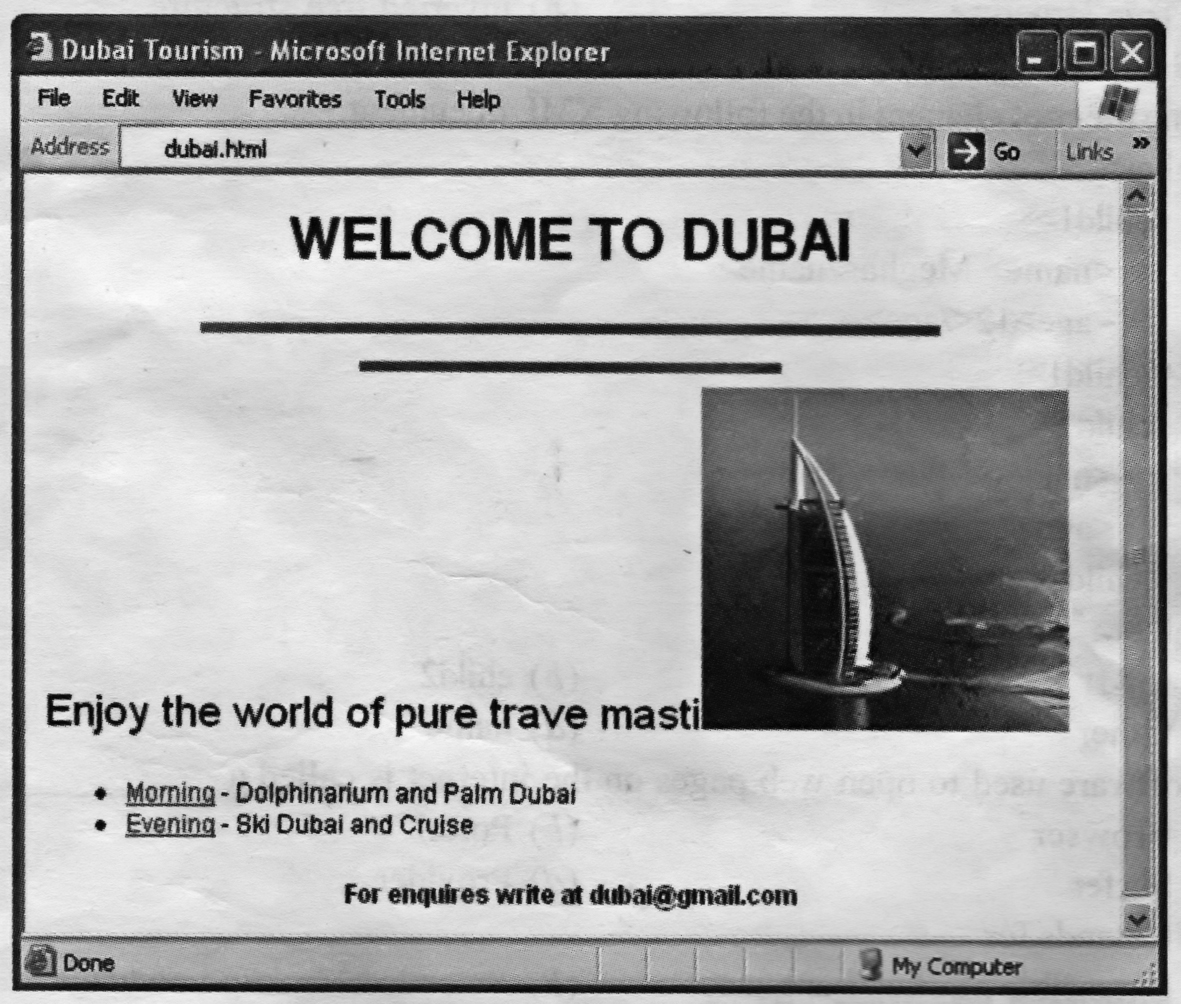 Dubai Tourism - Microsoft Internet Explorer
File Edit View Favorites Tools Help
Address dubai.html Go Links »
WELCOME TO DUBAI
Enjoy the world of pure trave masti
• Morning - Dolphinarium and Palm Dubai
• Evening - Ski Dubai and Cruise
For enquires write at dubai@gmail.com
Done My Computer